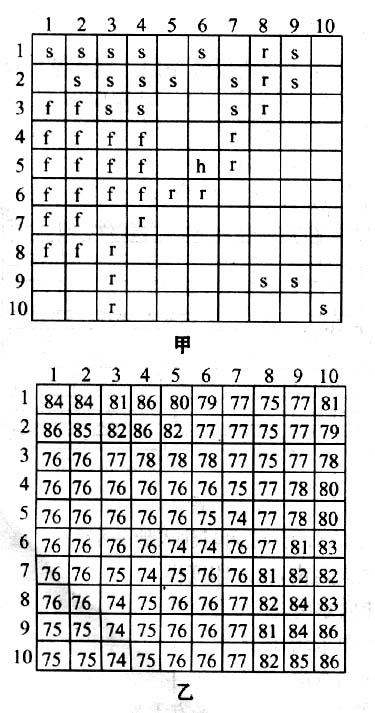 1 2 3 4 5 6 7 8 9 10
1 s s s s s r s
2 s s s s s r s
3 f f s s s r
4 f f f f r
5 f f f f h r
6 f f f f r r
7 f f r
8 f f r
9 r s s
10 r s
甲
1 2 3 4 5 6 7 8 9 10
1 84 84 81 86 80 79 77 75 77 81
2 86 85 82 86 82 77 77 75 77 79
3 76 76 77 78 78 78 77 75 77 78
4 76 76 76 76 76 76 75 77 78 80
5 76 76 76 76 76 75 74 77 78 80
6 76 76 76 76 74 74 76 77 81 83
7 76 76 75 74 75 76 76 81 82 82
8 76 76 74 75 76 76 77 82 84 83
9 75 75 74 75 76 76 77 81 84 86
10 75 75 74 75 76 76 77 82 85 86
乙